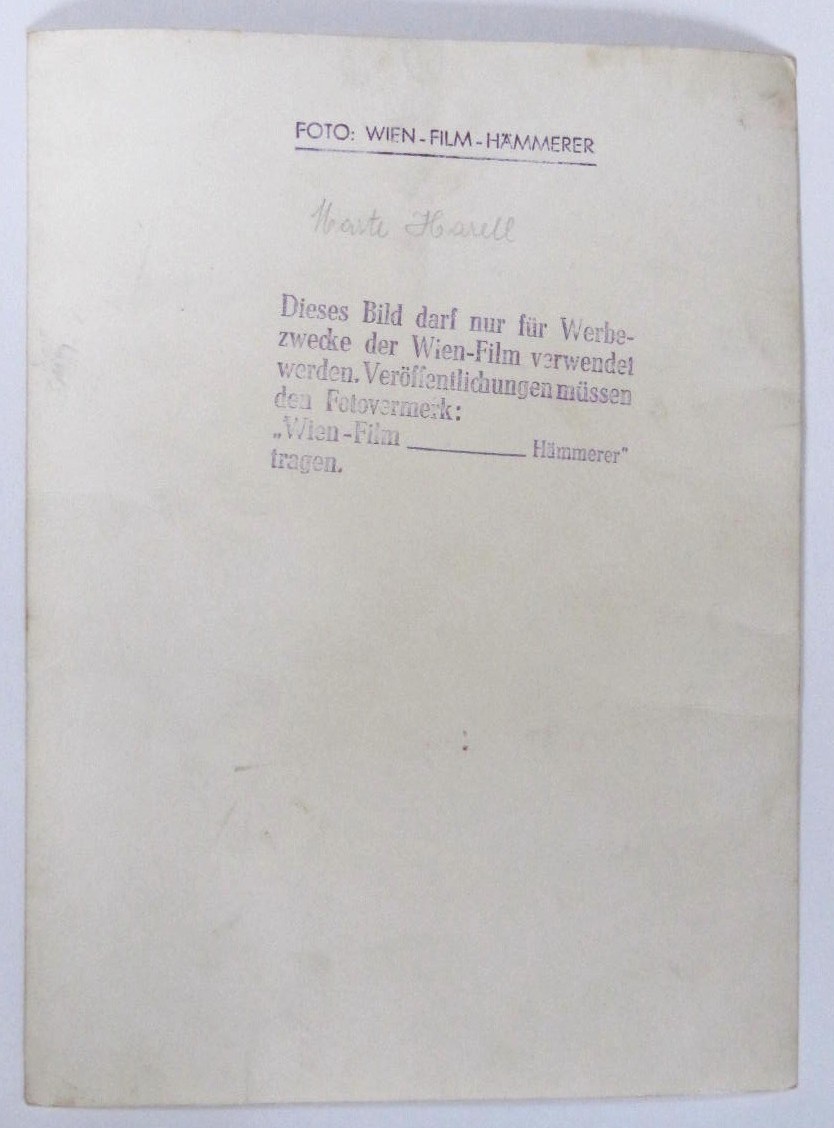 FOTO: WIEN-FILM-HÄMMERER
Marte Harell
Dieses Bild darf nur für Werbe-
zwecke der Wien-Film verwendet
werden. Veröffentlichungen müssen
den Fotovermerk:
„Wien-Film ________ Hämmerer"
tragen.